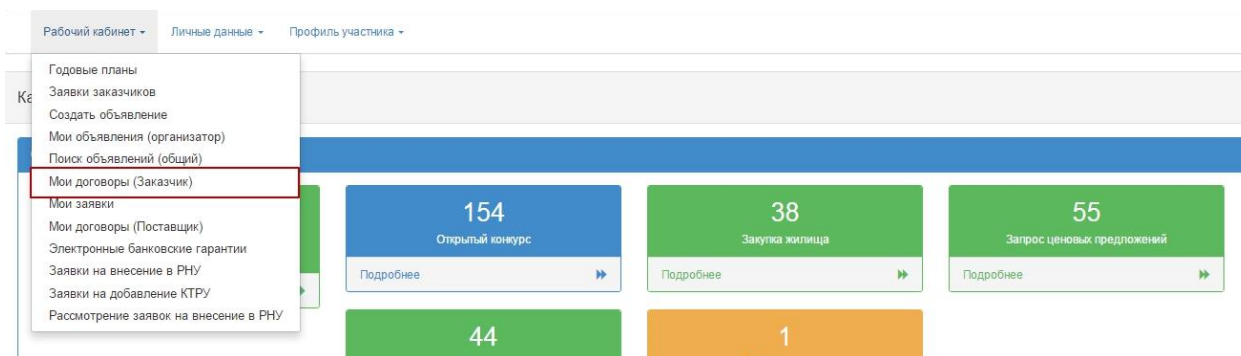 Рабочий кабинет
Личные данные
Профиль участника
Годовые планы
Заявки заказчиков
Ка
Создать объявление
Мои объявления (организатор)
Поиск объявлений (общий)
Мои договоры (Заказчик)
Мои заявки
Мои договоры (Поставщик)
Электронные банковские гарантии
Заявки на внесение в РНУ
Заявки на добавление КТРУ
Рассмотрение заявок на внесение в РНУ
154
Открытый конкурс
Подробнее
38
Закупка жилища
Подробнее
55
Запрос ценовых предложений
Подробнее
44
1